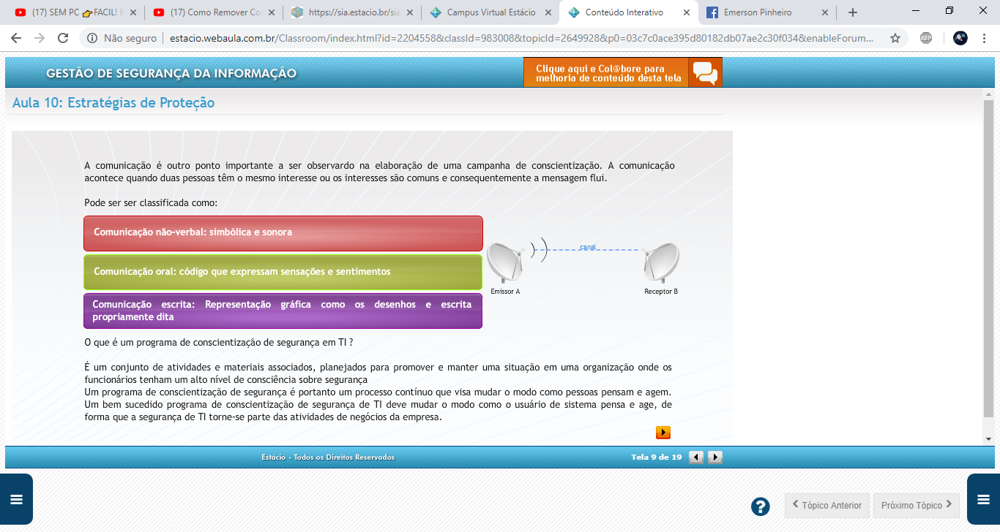 (17) SEM PC 👉FACIL! N
(17) Como Remover Co
https://sia.estacio.br/sia
Campus Virtual Estácio
Conteúdo Interativo
Emerson Pinheiro
Não seguro | estacio.webaula.com.br/Classroom/index.html?id=2204558&classId=983008&topicId=2649928&p0=03c7c0ace395d80182db07ae2c30f034&enableForum...
ABP
GESTÃO DE SEGURANÇA DA INFORMAÇÃO
Clique aqui e Col@bore para
melhoria de conteúdo desta tela
Aula 10: Estratégias de Proteção
A comunicação é outro ponto importante a ser observardo na elaboração de uma campanha de conscientização. A comunicação
acontece quando duas pessoas têm o mesmo interesse ou os interesses são comuns e consequentemente a mensagem flui.
Pode ser ser classificada como:
Comunicação não-verbal: simbólica e sonora
Comunicação oral: código que expressam sensações e sentimentos
Comunicação escrita: Representação gráfica como os desenhos e escrita
propriamente dita
canal
Emissor A
Receptor B
O que é um programa de conscientização de segurança em TI ?
É um conjunto de atividades e materiais associados, planejados para promover e manter uma situação em uma organização onde os
funcionários tenham um alto nível de consciência sobre segurança
Um programa de conscientização de segurança é portanto um processo contínuo que visa mudar o modo como pessoas pensam e agem.
Um bem sucedido programa de conscientização de segurança de TI deve mudar o modo como o usuário de sistema pensa e age, de
forma que a segurança de TI torne-se parte das atividades de negócios da empresa.
Estácio - Todos os Direitos Reservados
Tela 9 de 19
?
Tópico Anterior
Próximo Tópico